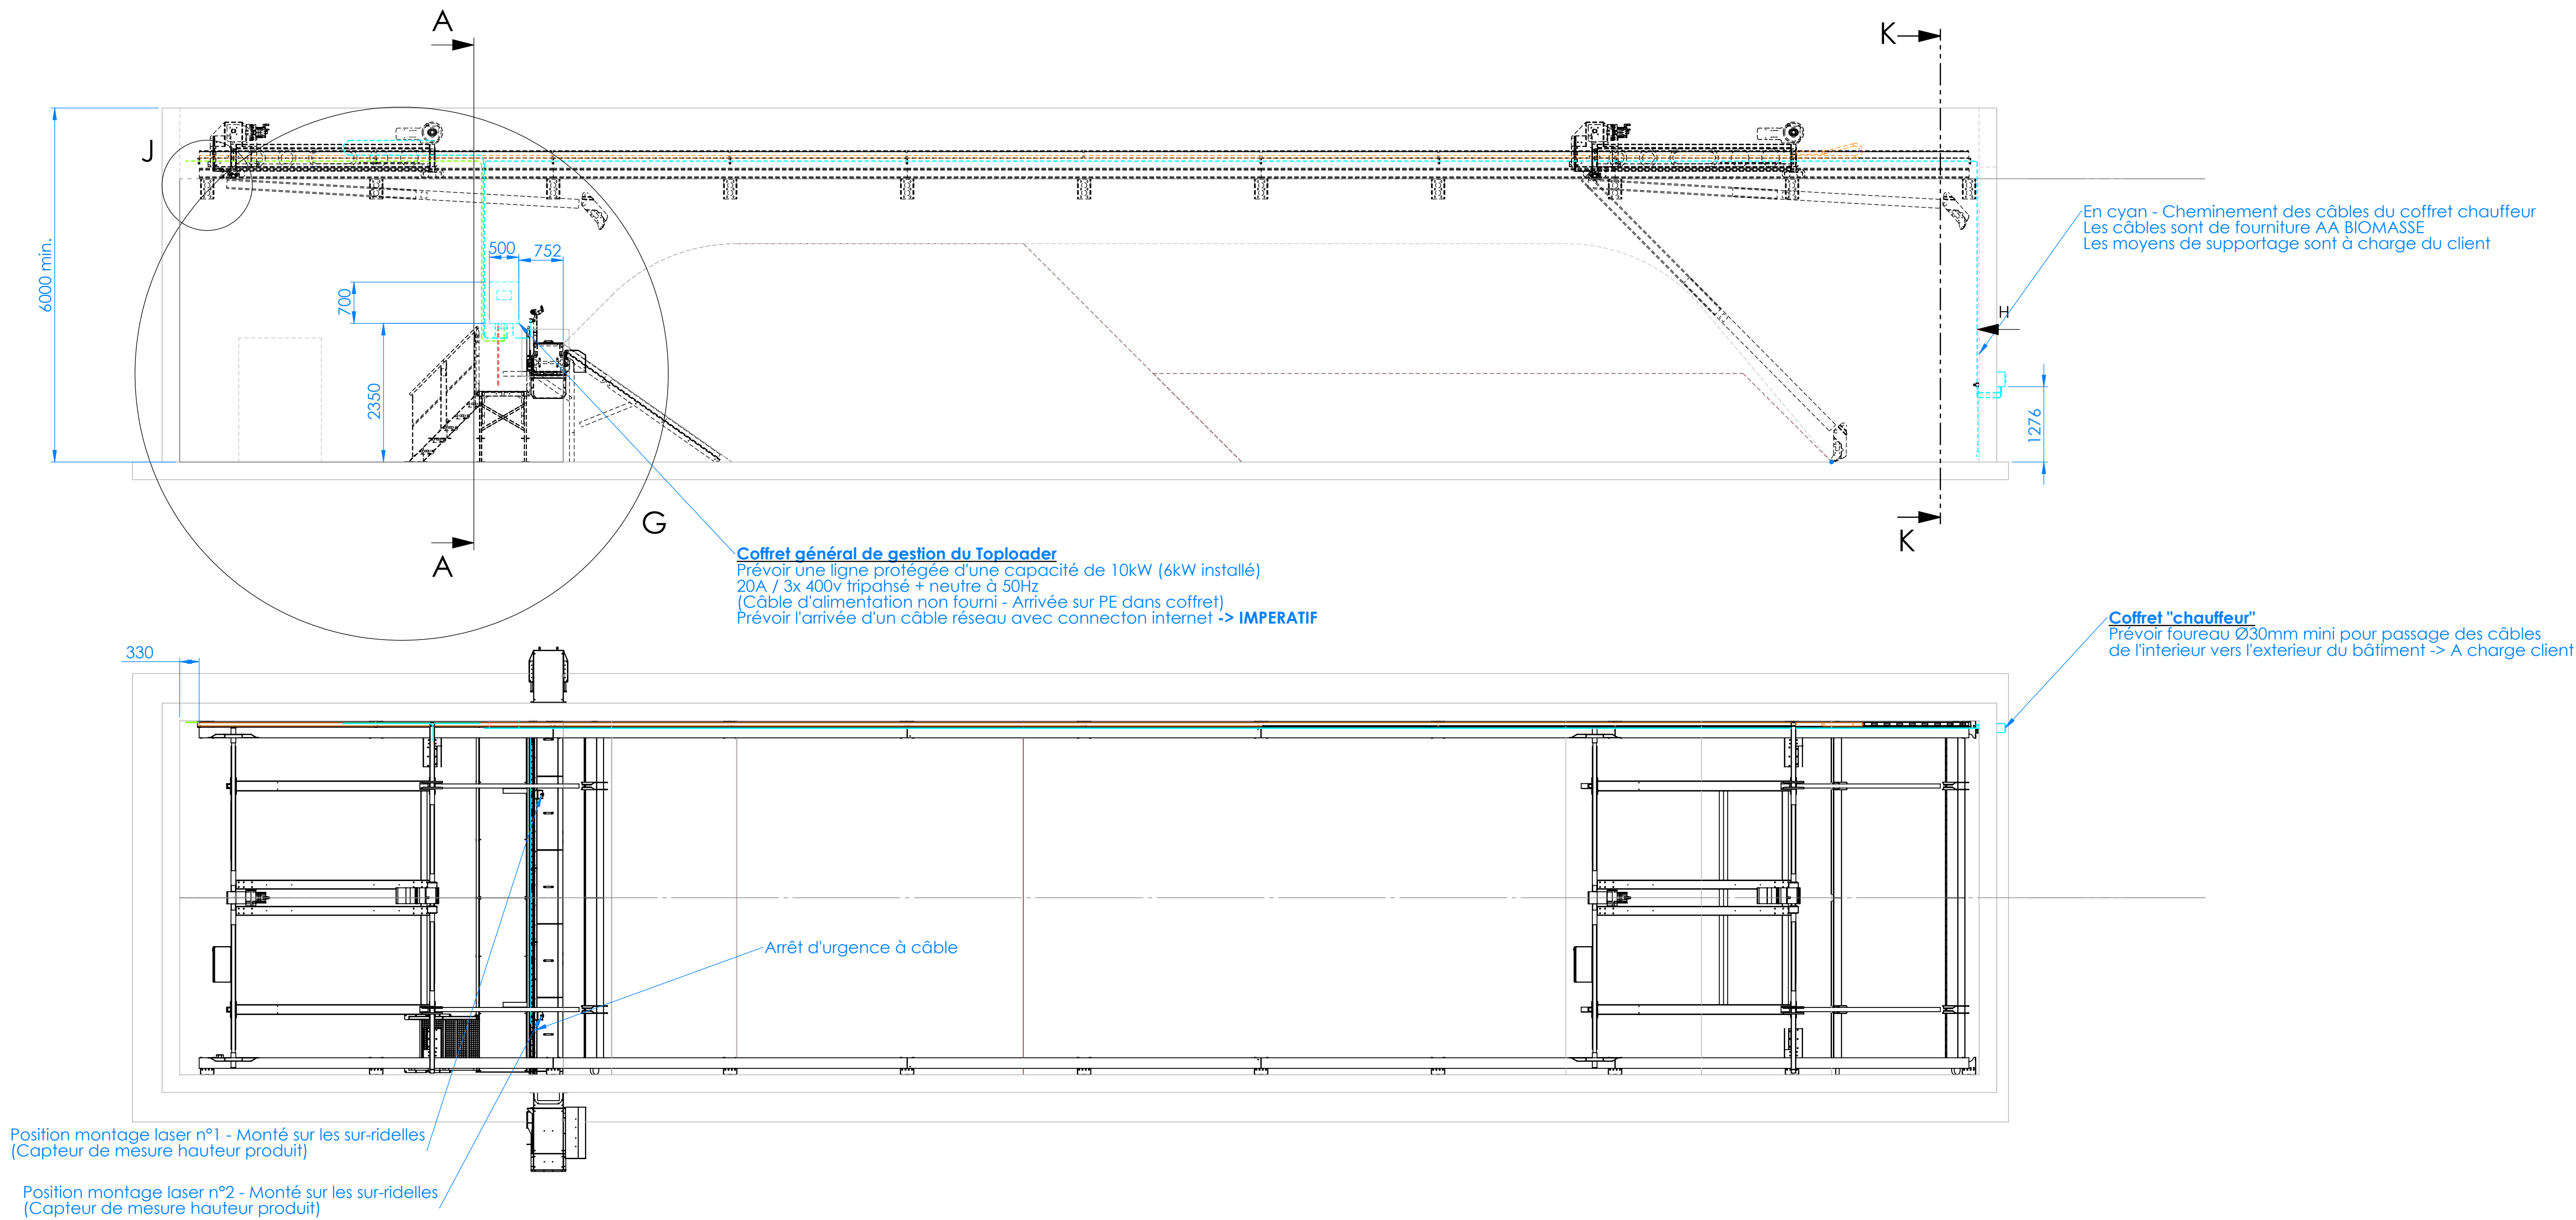 A
K
J
6000 min.
500
752
700
2350
En cyan - Cheminement des câbles du coffret chauffeur
Les câbles sont de fourniture AA BIOMASSE
Les moyens de supportage sont à charge du client
H
1276
G
A
K
Coffret général de gestion du Toploader
Prévoir une ligne protégée d'une capacité de 10kW (6kW installé)
20A / 3x 400v tripahsé + neutre à 50Hz
(Câble d'alimentation non fourni - Arrivée sur PE dans coffret)
Prévoir l'arrivée d'un câble réseau avec connecton internet -> IMPERATIF
Coffret "chauffeur"
Prévoir foureau Ø30mm mini pour passage des câbles
de l'interieur vers l'exterieur du bâtiment -> A charge client
330
Arrêt d'urgence à câble
Position montage laser n°1 - Monté sur les sur-ridelles
(Capteur de mesure hauteur produit)
Position montage laser n°2 - Monté sur les sur-ridelles
(Capteur de mesure hauteur produit)